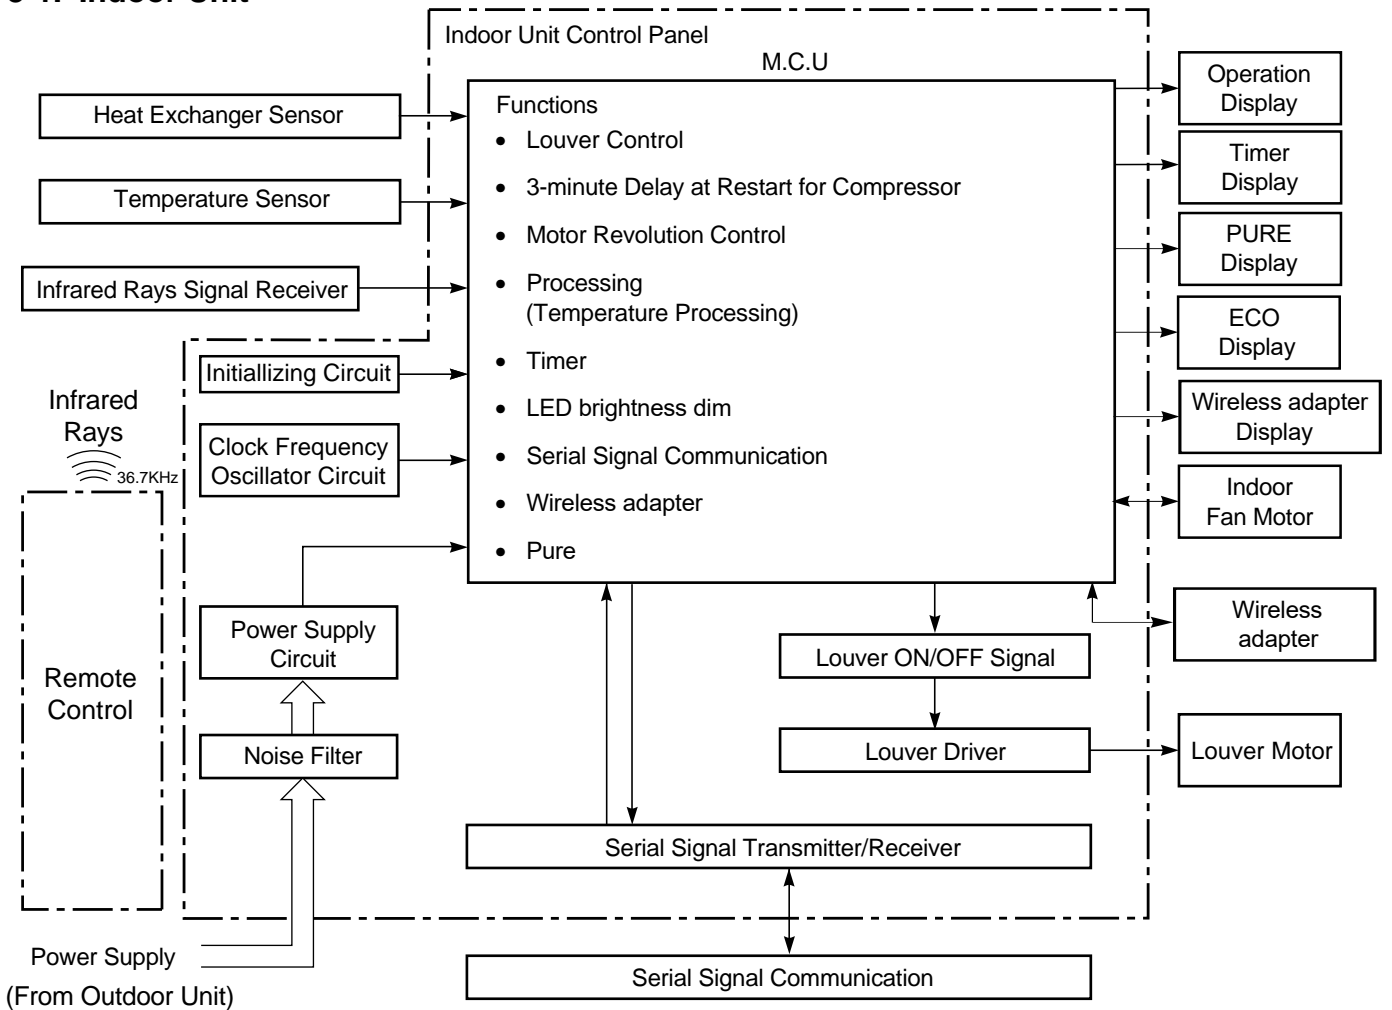 Indoor Unit Control Panel
M.C.U
Heat Exchanger Sensor
Temperature Sensor
Infrared Rays Signal Receiver
Initiallizing Circuit
Clock Frequency
Oscillator Circuit
Infrared
Rays
36.7KHz
Remote
Control
Power Supply
Circuit
Noise Filter
Power Supply
(From Outdoor Unit)
Functions
• Louver Control
• 3-minute Delay at Restart for Compressor
• Motor Revolution Control
• Processing
(Temperature Processing)
• Timer
• LED brightness dim
• Serial Signal Communication
• Wireless adapter
• Pure
Louver ON/OFF Signal
Louver Driver
Serial Signal Transmitter/Receiver
Serial Signal Communication
Operation
Display
Timer
Display
PURE
Display
ECO
Display
Wireless adapter
Display
Indoor
Fan Motor
Wireless
adapter
Louver Motor